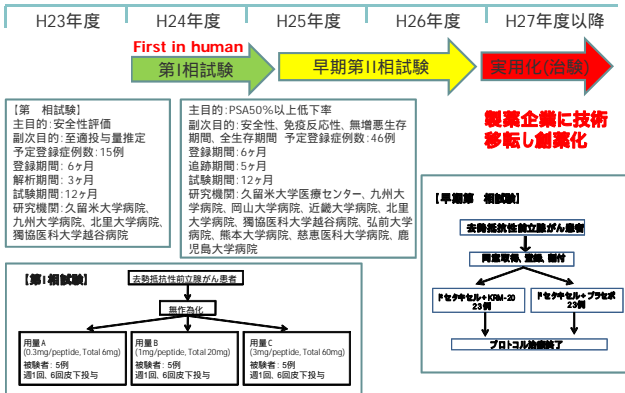 H23年度
H24年度
H25年度
H26年度
H27年度以降
First in human
第I相試験
早期第II相試験
実用化(治験)
【第　相試験】
主目的:安全性評価
副次目的:至適投与量推定
予定登録症例数:15例
登録期間:6ヶ月
解析期間:3ヶ月
試験期間:12ヶ月
研究機関:久留米大学病院、
九州大学病院、北里大学病院、
獨協医科大学越谷病院
主目的:PSA50%以上低下率
副次目的:安全性、免疫反応性、無増悪生存
期間、全生存期間 予定登録症例数:46例
登録期間:6ヶ月
追跡期間:5ヶ月
試験期間:12ヶ月
研究機関:久留米大学医療センター、九州大
学病院、岡山大学病院、近畿大学病院、北里
大学病院、獨協医科大学越谷病院、弘前大学
病院、熊本大学病院、慈恵医科大学病院、鹿
児島大学病院
製薬企業に技術
移転し創薬化
【第I相試験】
去勢抵抗性前立腺がん患者
無作為化
用量A
(0.3mg/peptide, Total 6mg)
被験者:5例
週1回、6回皮下投与
用量B
(1mg/peptide, Total 20mg)
被験者:5例
週1回、6回皮下投与
用量C
(3mg/peptide, Total 60mg)
被験者:5例
週1回、6回皮下投与
【早期第　相試験】
去勢抵抗性前立腺がん患者
同意取得、登録、割付
ドセタキセル+KRM-20
23例
ドセタキセル+プラセボ
23例
プロトコル治療終了